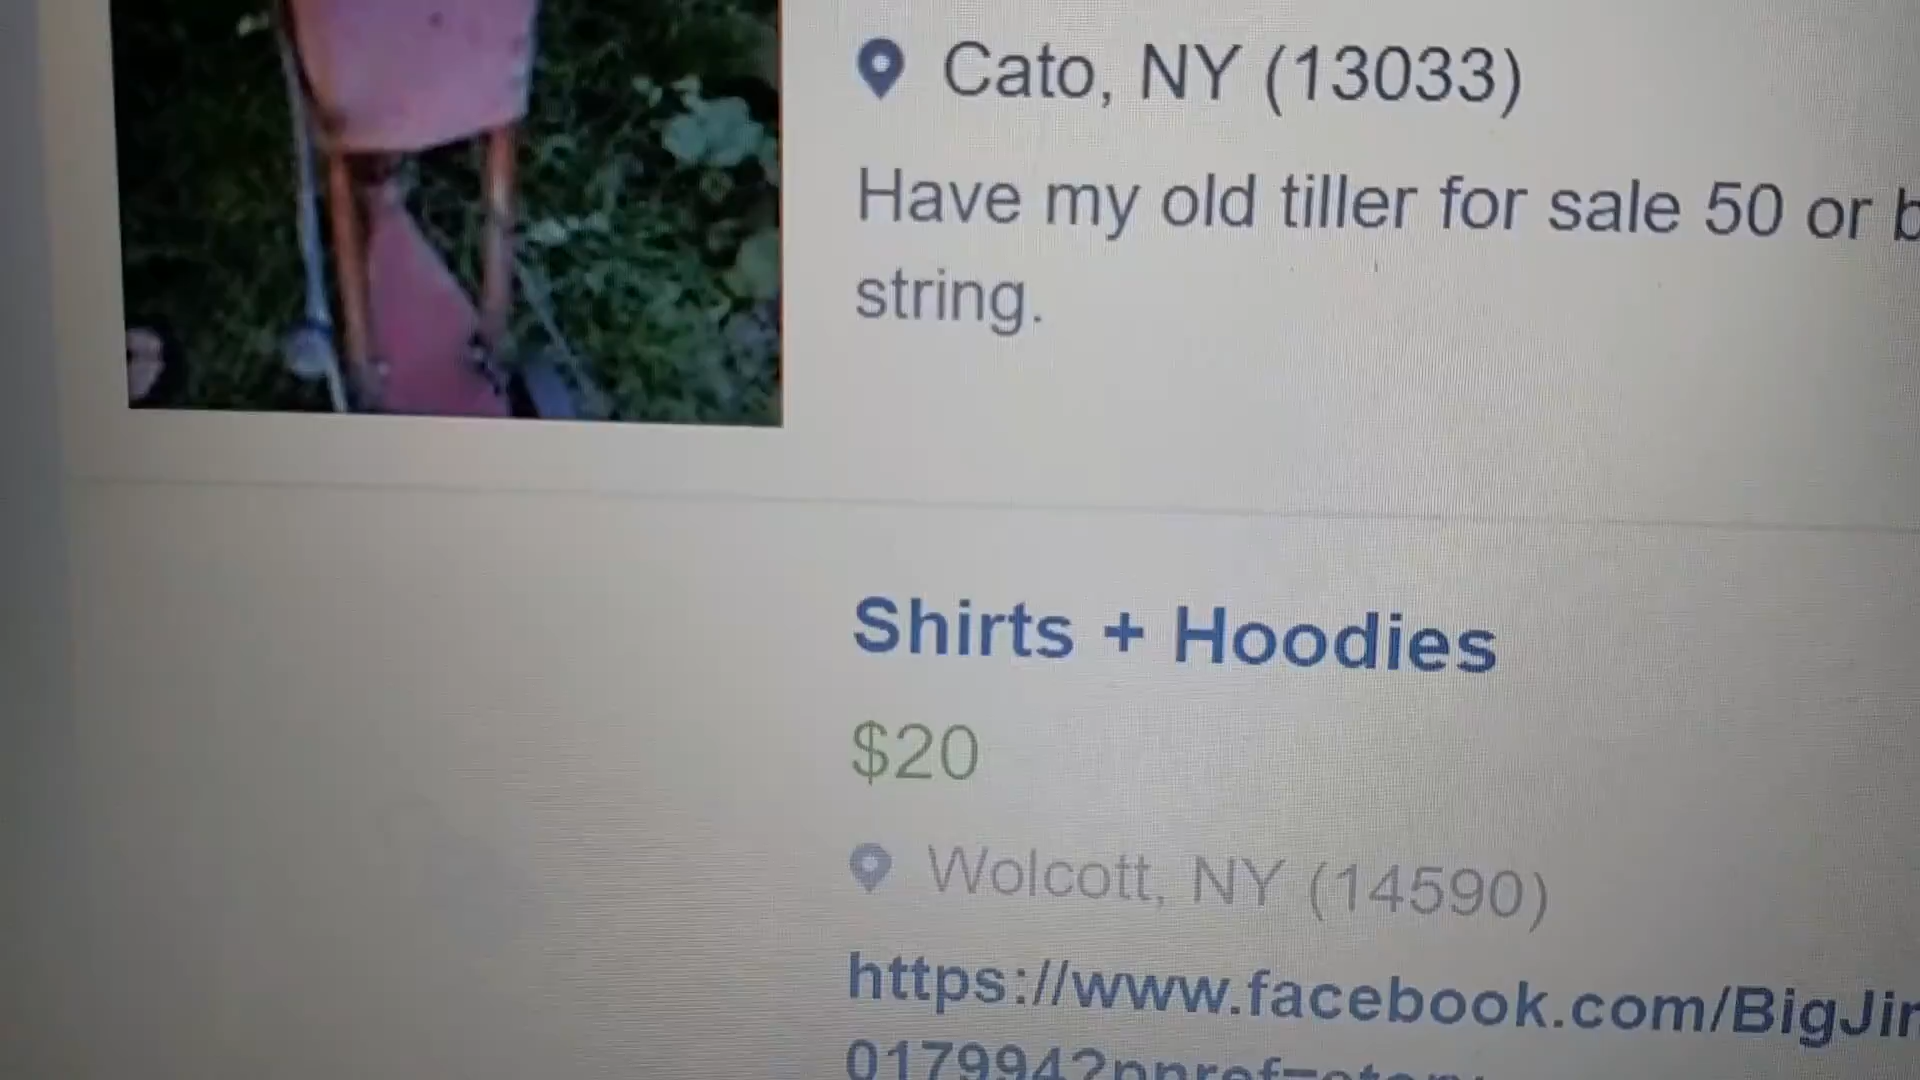 Cato, NY (13033)
Have my old tiller for sale 50 or
string.
Shirts + Hoodies
$20
Wolcott, NY (14590)
https://www.facebook.com/BigJi